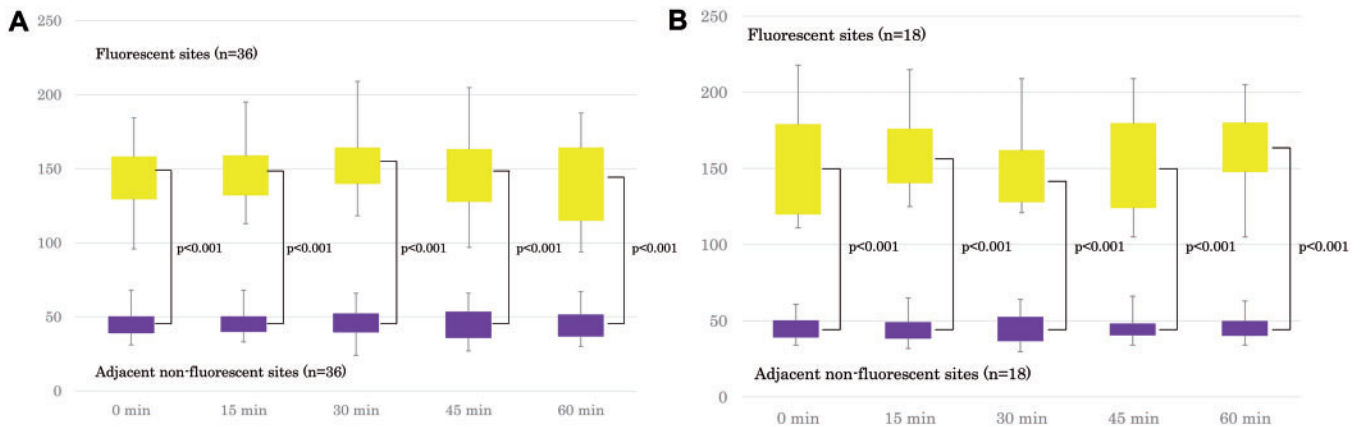 A
250
Fluorescent sites (n=36)
200
150
p<0.001 p<0.001 p<0.001 p<0.001 p<0.001
100
50
Adjacent non-fluorescent sites (n=36)
0
0 min 15 min 30 min 45 min 60 min
B
250
Fluorescent sites (n=18)
200
150
100
p<0.001 p<0.001 p<0.001 p<0.001 p<0.001
50
Adjacent non-fluorescent sites (n=18)
0
0 min 15 min 30 min 45 min 60 min